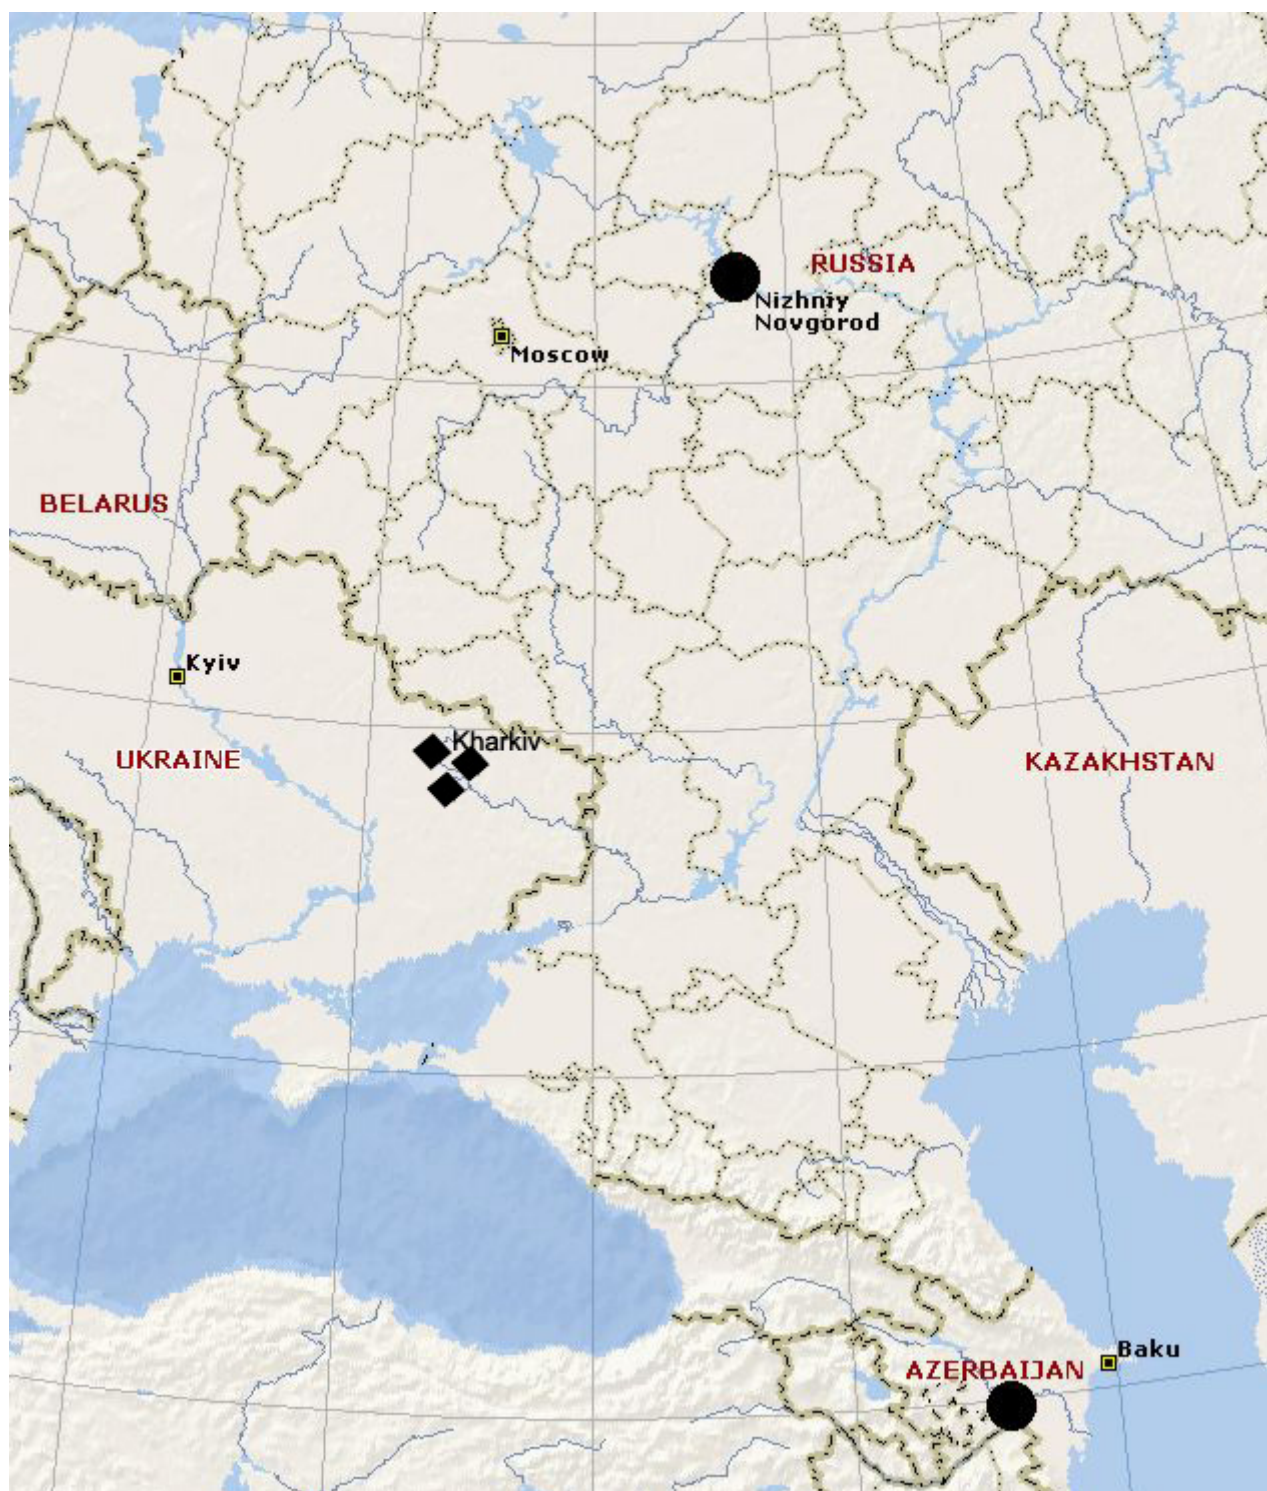 RUSSIA
Nizhniy
Novgorod
Moscow
BELARUS
Kyiv
Kharkiv
UKRAINE
KAZAKHSTAN
Baku
AZERBAIJAN